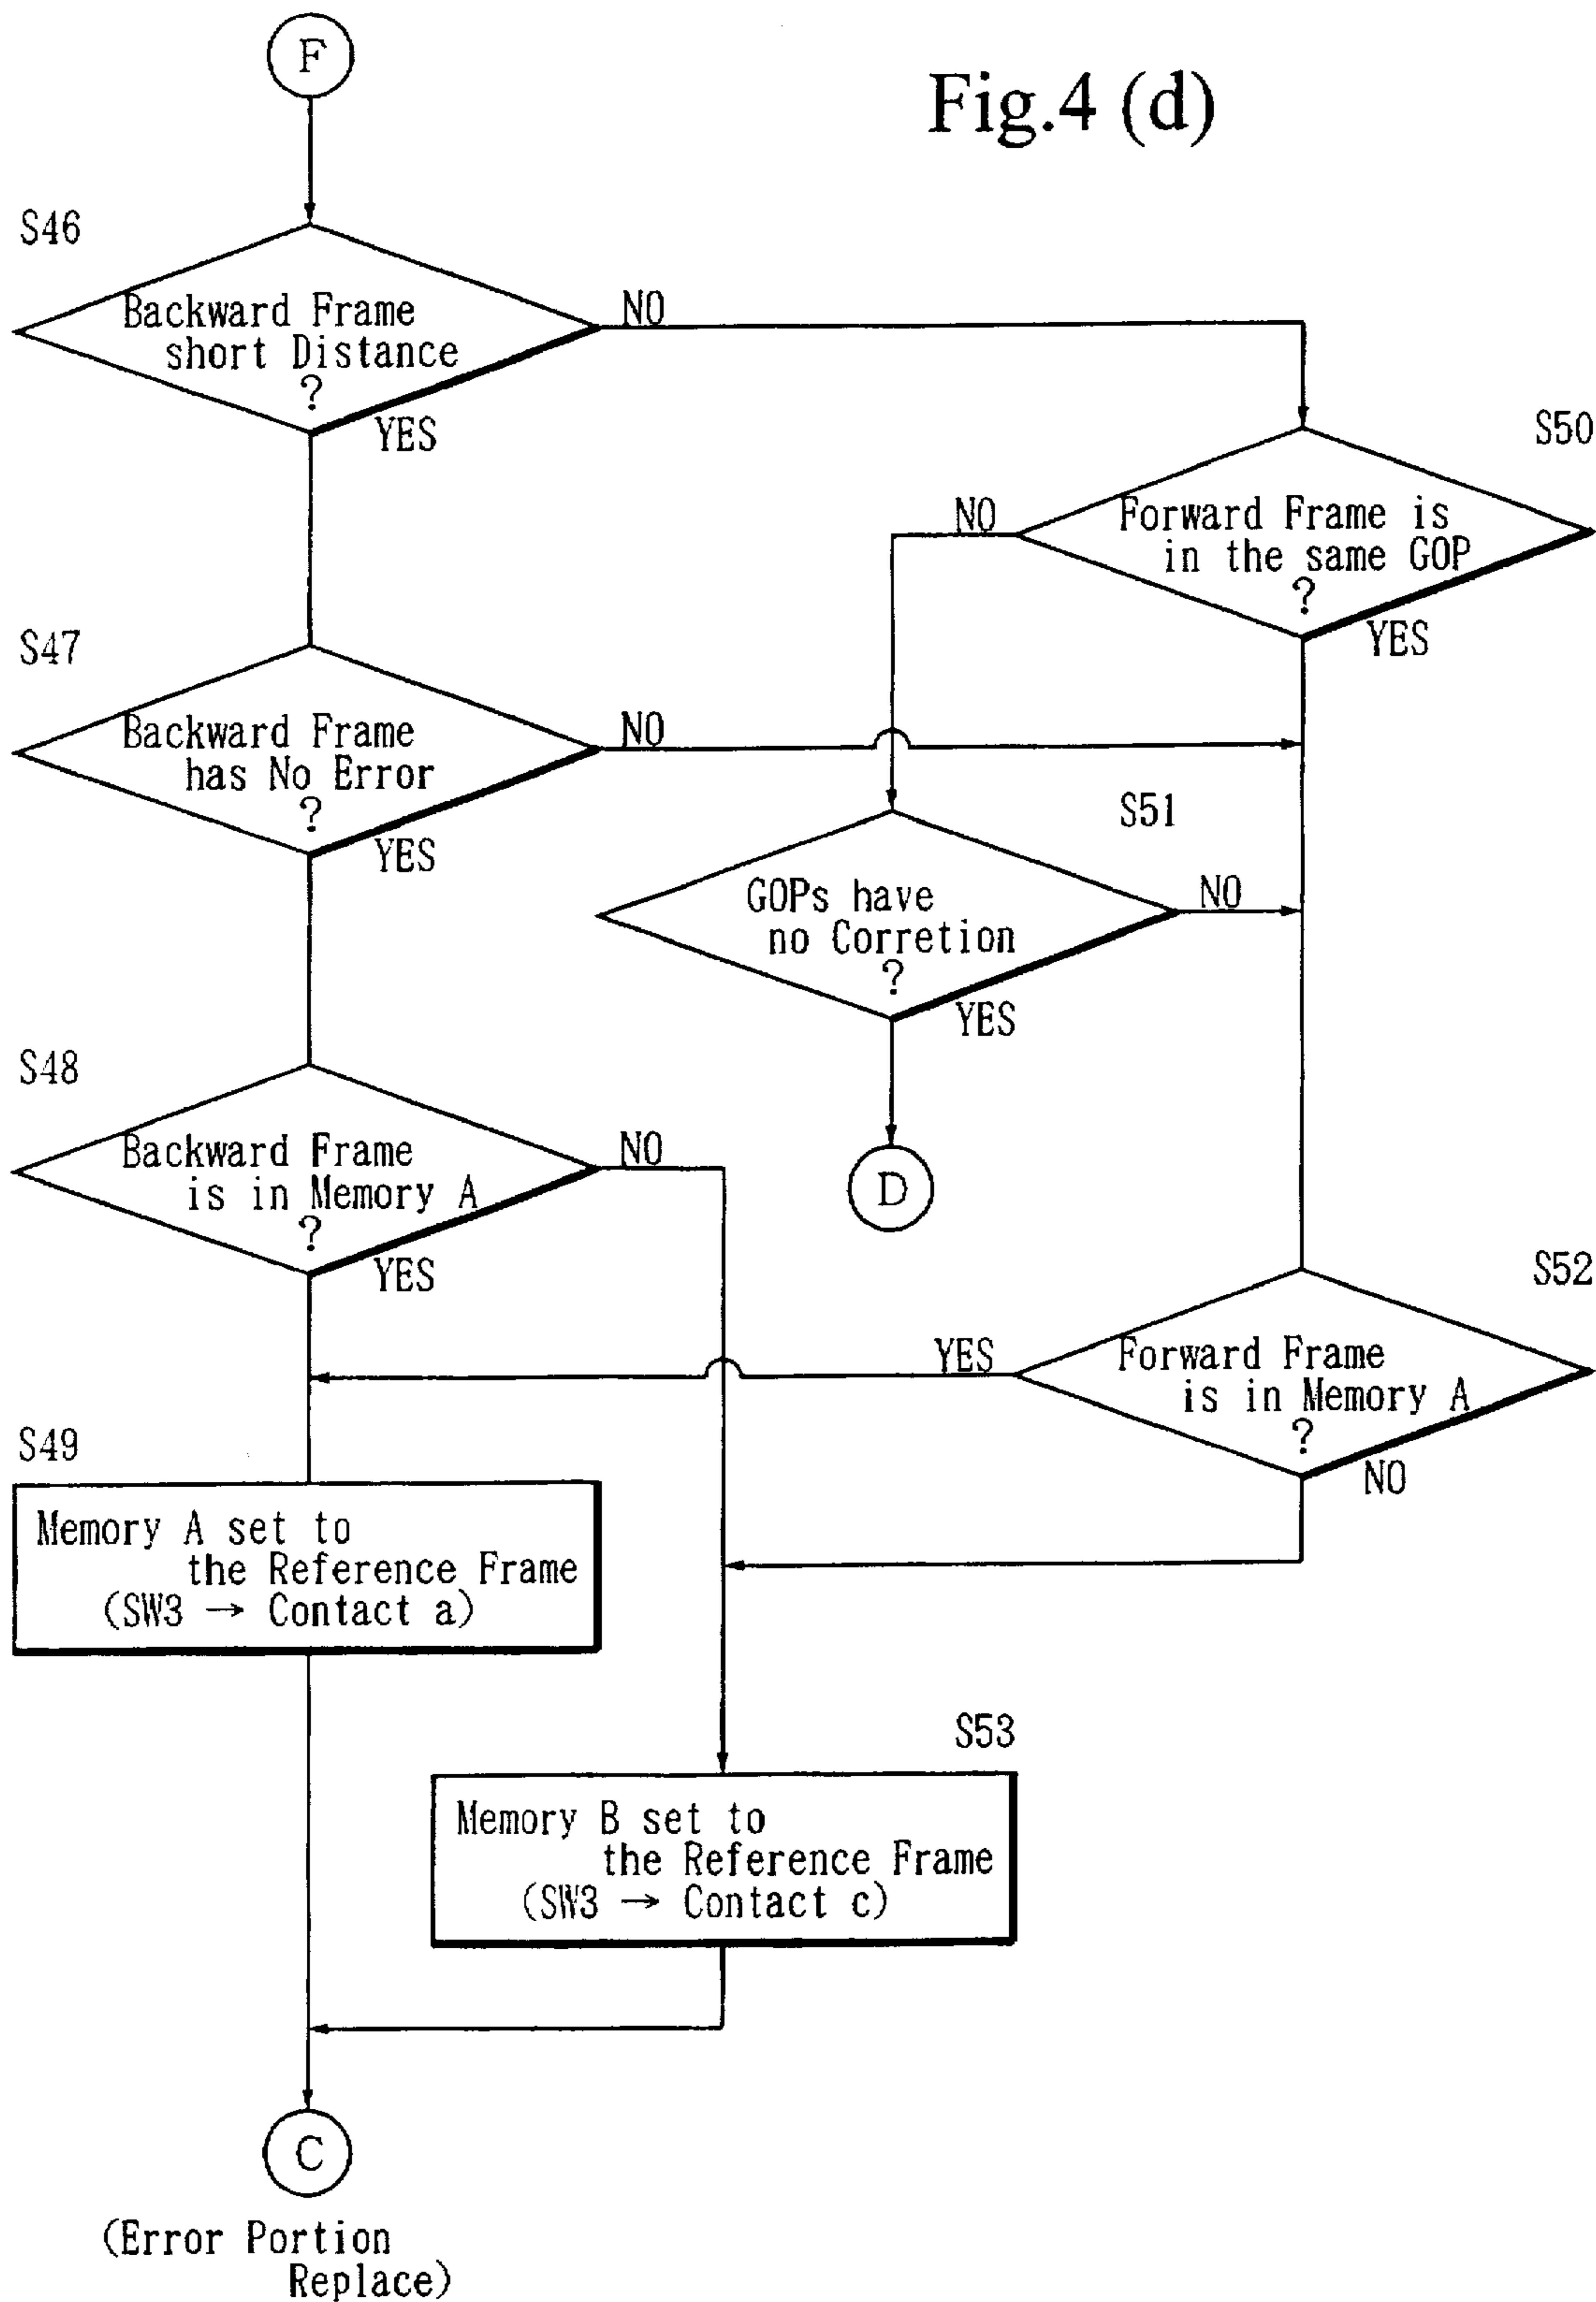 F
Fig.4 (d)
S46
Backward Frame
short Distance
?
NO
YES
S50
Forward Frame is
in the same GOP
?
NO
YES
S47
Backward Frame
has No Error
?
NO
YES
S51
GOPs have
no Corretion
?
NO
YES
D
S48
Backward Frame
is in Memory A
?
NO
YES
S52
Forward Frame
is in Memory A
?
YES
NO
S49
Memory A set to
the Reference Frame
(SW3 → Contact a)
S53
Memory B set to
the Reference Frame
(SW3 → Contact c)
C
(Error Portion
Replace)